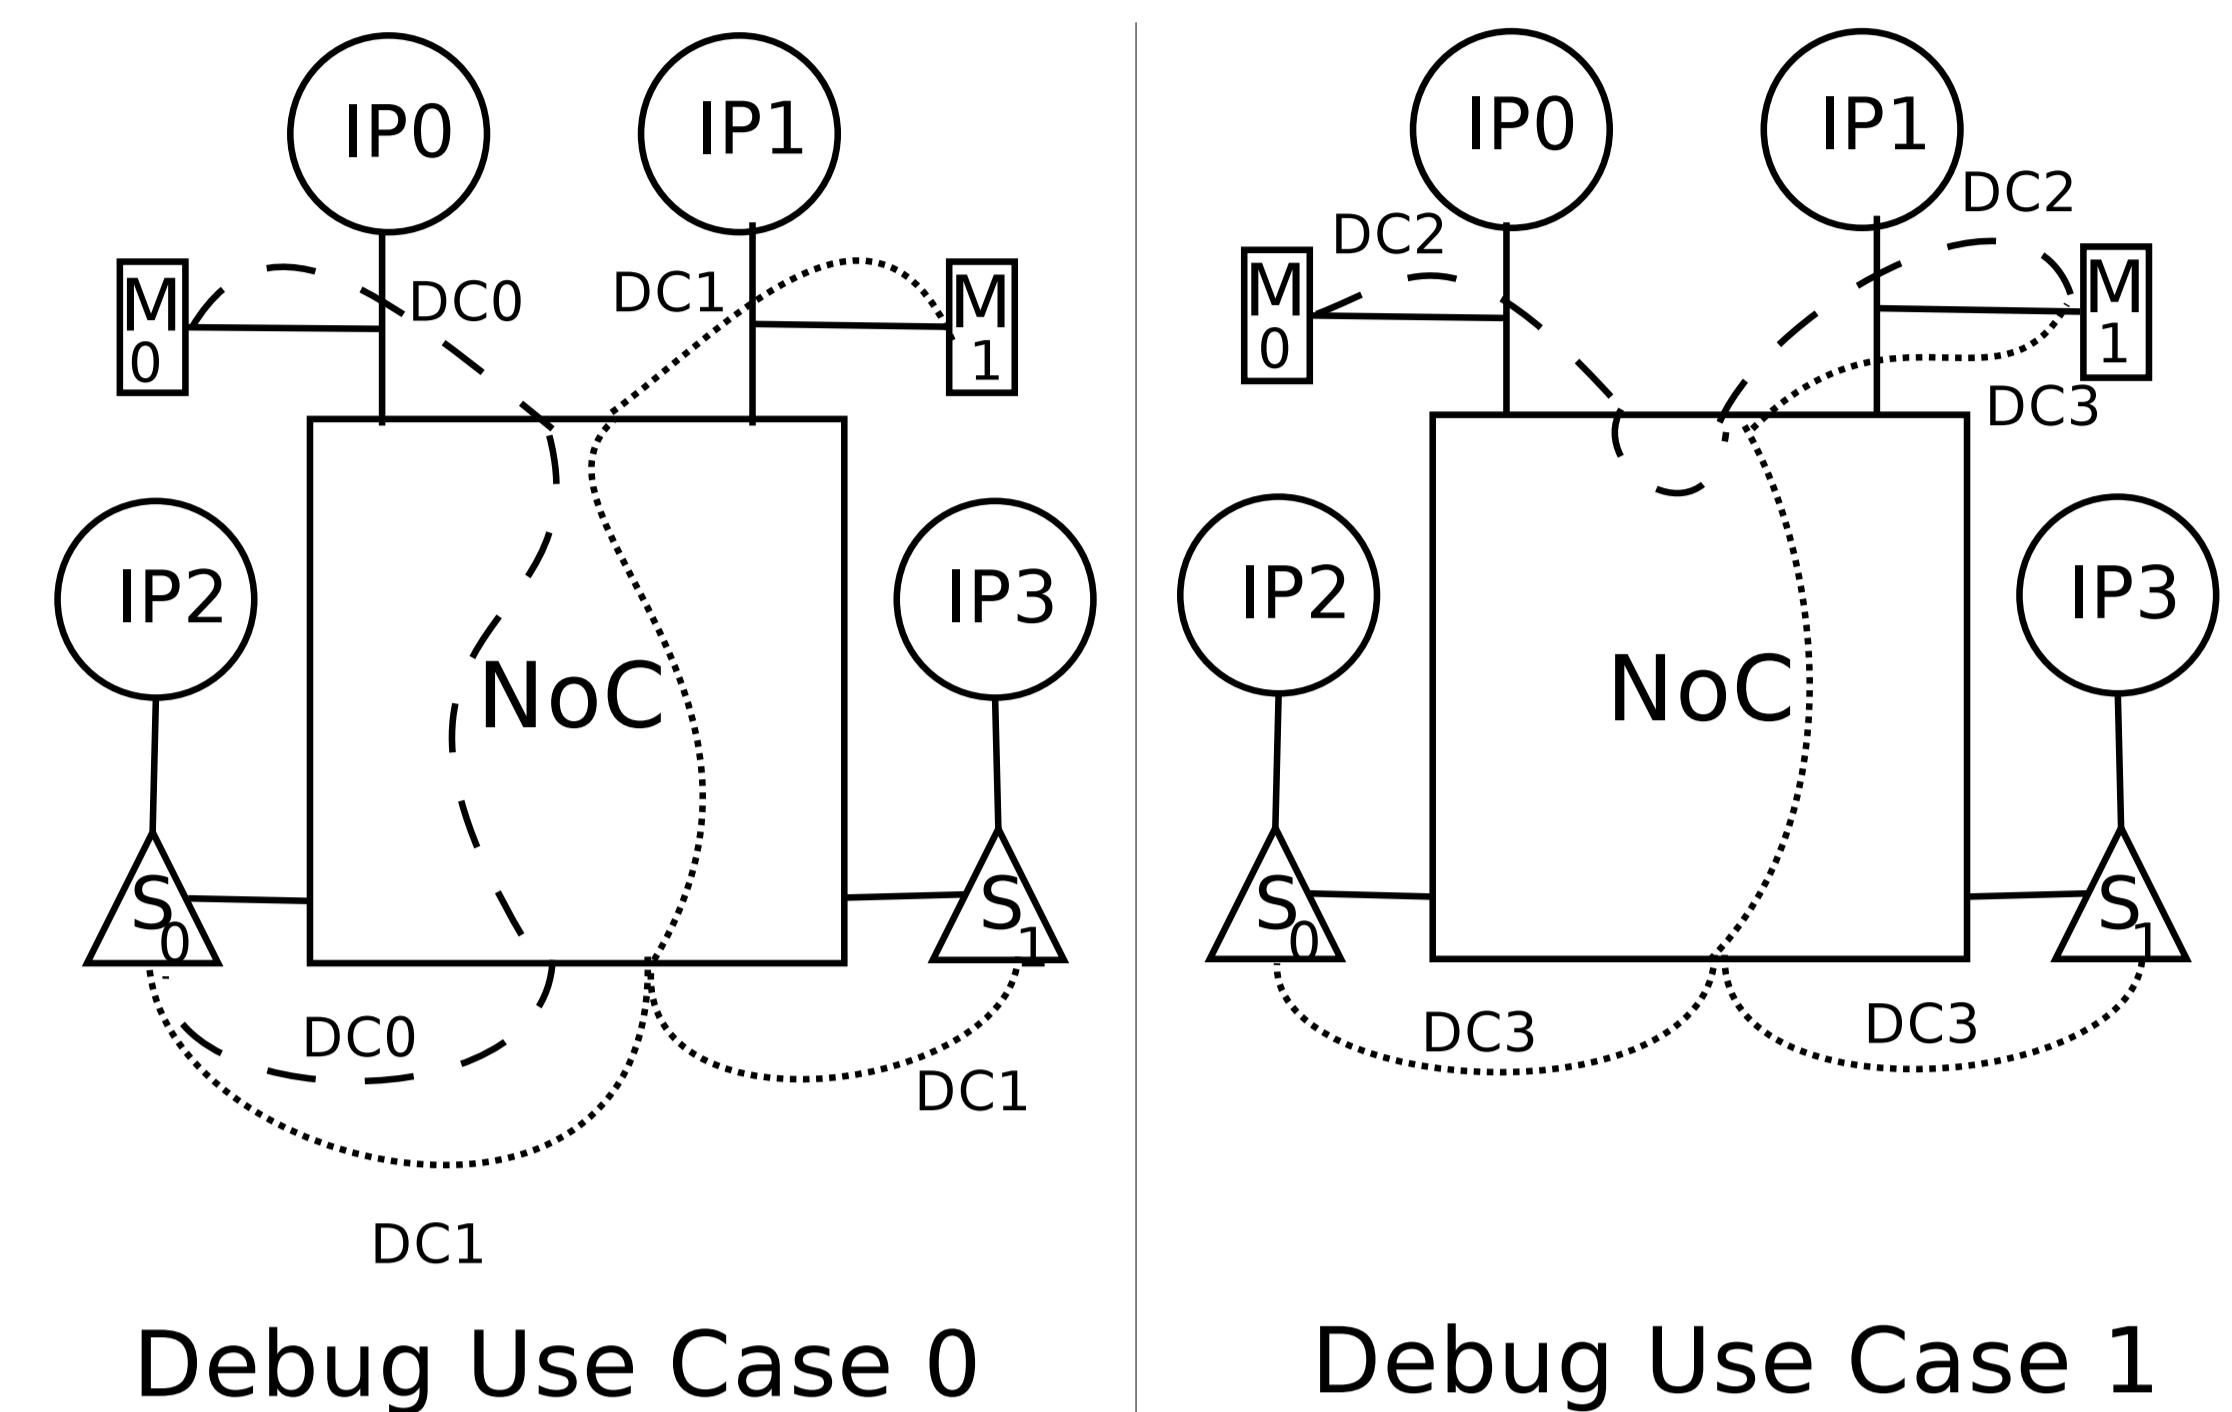 IP0
IP1
M
0
DC0
DC1
M
1
IP2
NoC
IP3
S
0
S
1
DC0
DC1
DC1
Debug Use Case 0
IP0
IP1
DC2
DC2
M
0
M
1
DC3
IP2
NoC
IP3
S
0
S
1
DC3
DC3
Debug Use Case 1